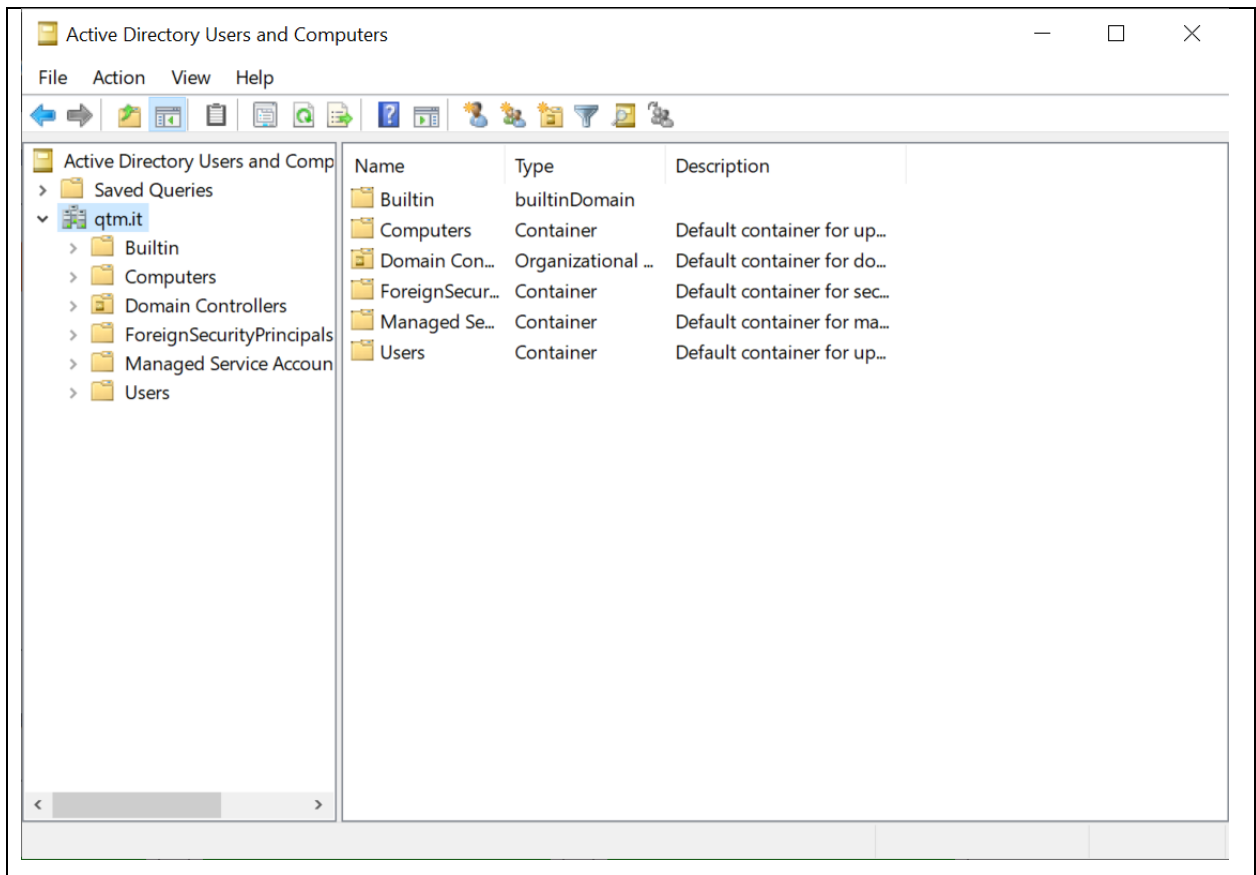 Active Directory Users and Computers
File Action View Help
Active Directory Users and Comp
Saved Queries
qtm.it
Builtin
Computers
Domain Controllers
ForeignSecurityPrincipals
Managed Service Accoun
Users
Name Type Description
Builtin builtinDomain
Computers Container Default container for up...
Domain Con... Organizational ... Default container for do...
ForeignSecur... Container Default container for sec...
Managed Se... Container Default container for ma...
Users Container Default container for up...